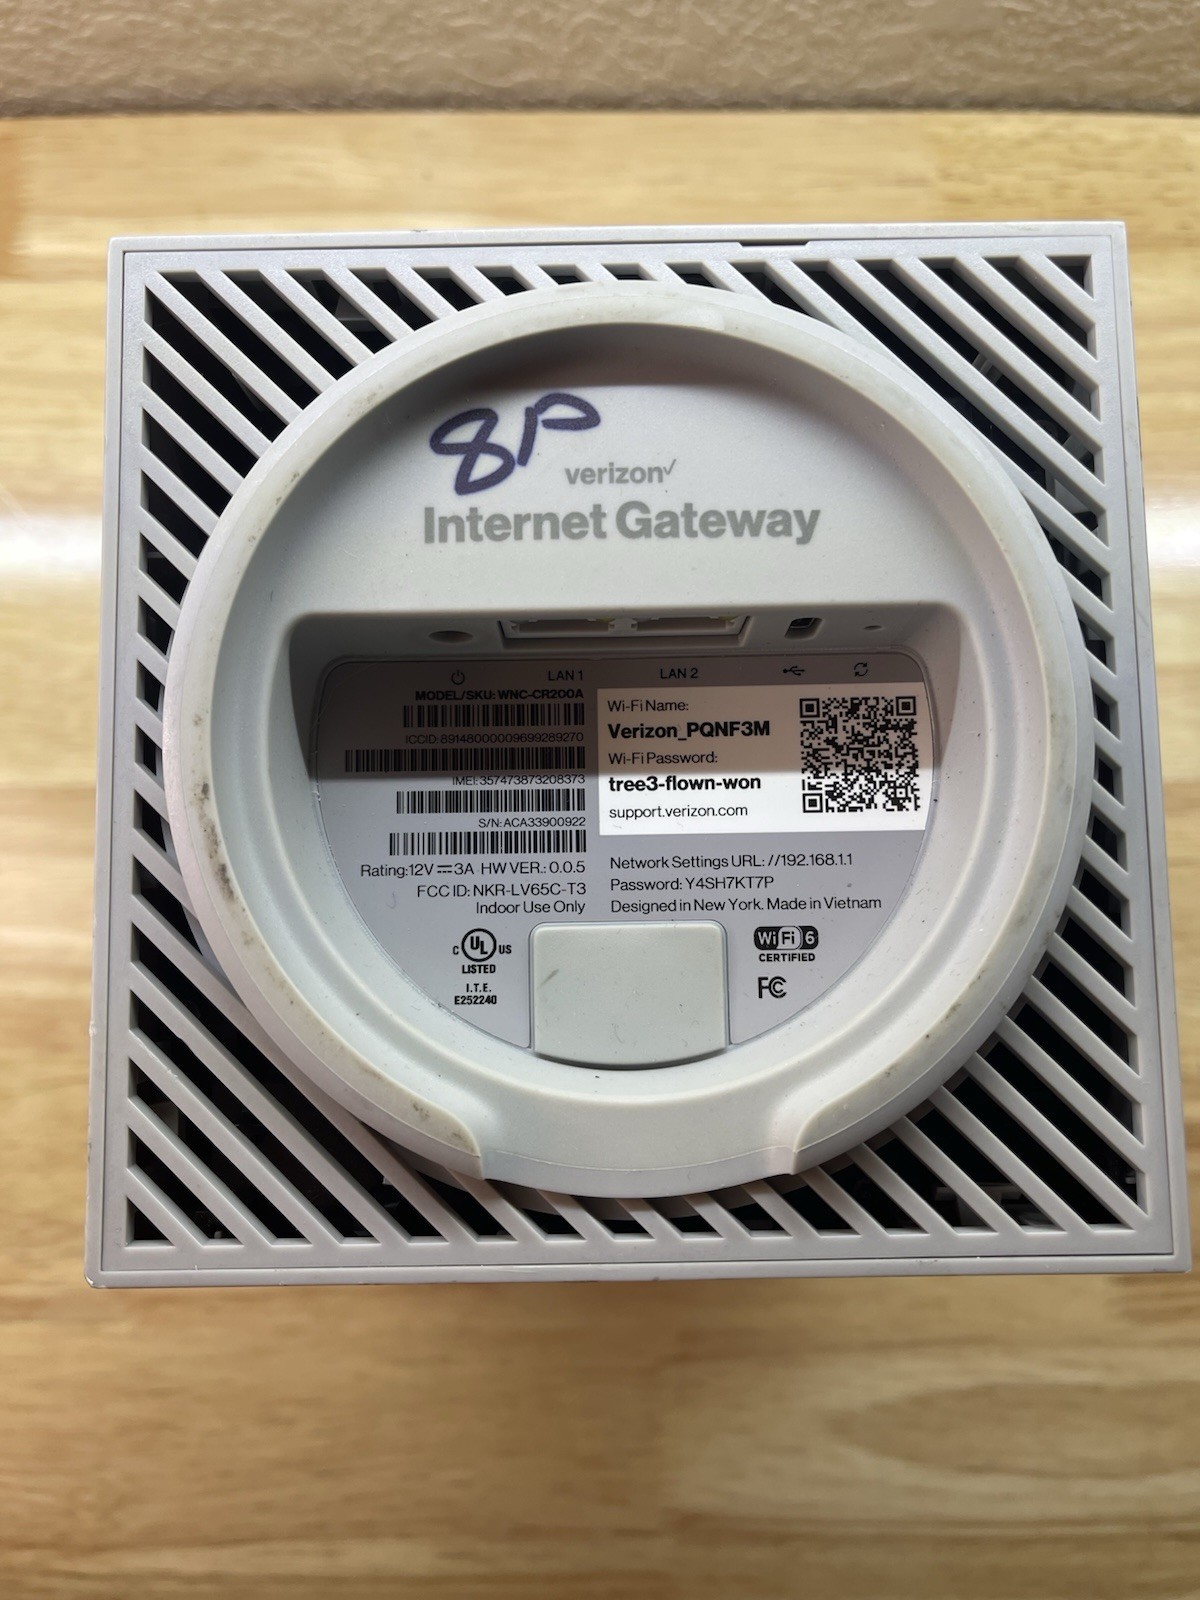 8P
verizon
Internet Gateway
LAN 1
LAN 2
MODEL/SKU: WNC-CR200A
ICCID: 89148000009699289270
IMEI: 357473873208373
S/N: ACA33900922
Rating: 12V 3A HW VER.: 0.0.5
FCC ID: NKR-LV65C-T3
Indoor Use Only
C UL US
LISTED
I.T.E.
E252240
Wi-Fi Name:
Verizon_PQNF3M
Wi-Fi Password:
tree3-flown-won
support.verizon.com
Network Settings URL: //192.168.1.1
Password: Y4SH7KT7P
Designed in New York. Made in Vietnam
Wi Fi 6
CERTIFIED
FC